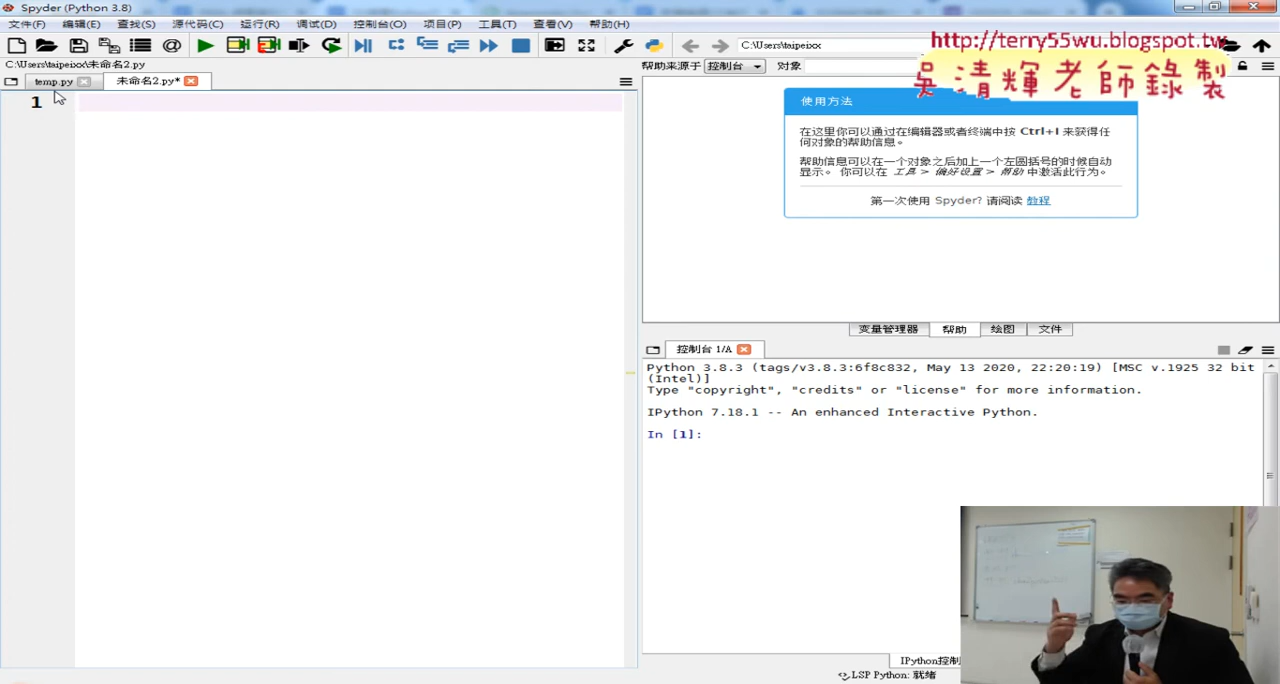 Spyder (Python 3.8)
文件(F) 编辑(E) 查找(S) 源代码(C) 运行(R) 调试(D) 控制台(O) 项目(P) 工具(T) 查看(V) 帮助(H)
C:\Users\taipeixx
http://terry55wu.blogspot.tw
吳清輝老師錄製
C:\Users\taipeixx\未命名2.py
temp.py 未命名2.py*
帮助来源于 控制台 对象
1
使用方法
在这里你可以通过在编辑器或者终端中按 Ctrl+I 来获得任
何对象的帮助信息。
帮助信息可以在一个对象之后加上一个左圆括号的时候自动
显示。 你可以在 工具 > 偏好设置 > 帮助 中激活此行为。
第一次使用 Spyder? 请阅读 教程
变量管理器 帮助 绘图 文件
控制台 1/A
Python 3.8.3 (tags/v3.8.3:6f8c832, May 13 2020, 22:20:19) [MSC v.1925 32 bit
(Intel)]
Type "copyright", "credits" or "license" for more information.
IPython 7.18.1 -- An enhanced Interactive Python.
In [1]:
IPython控制
LSP Python: 就绪